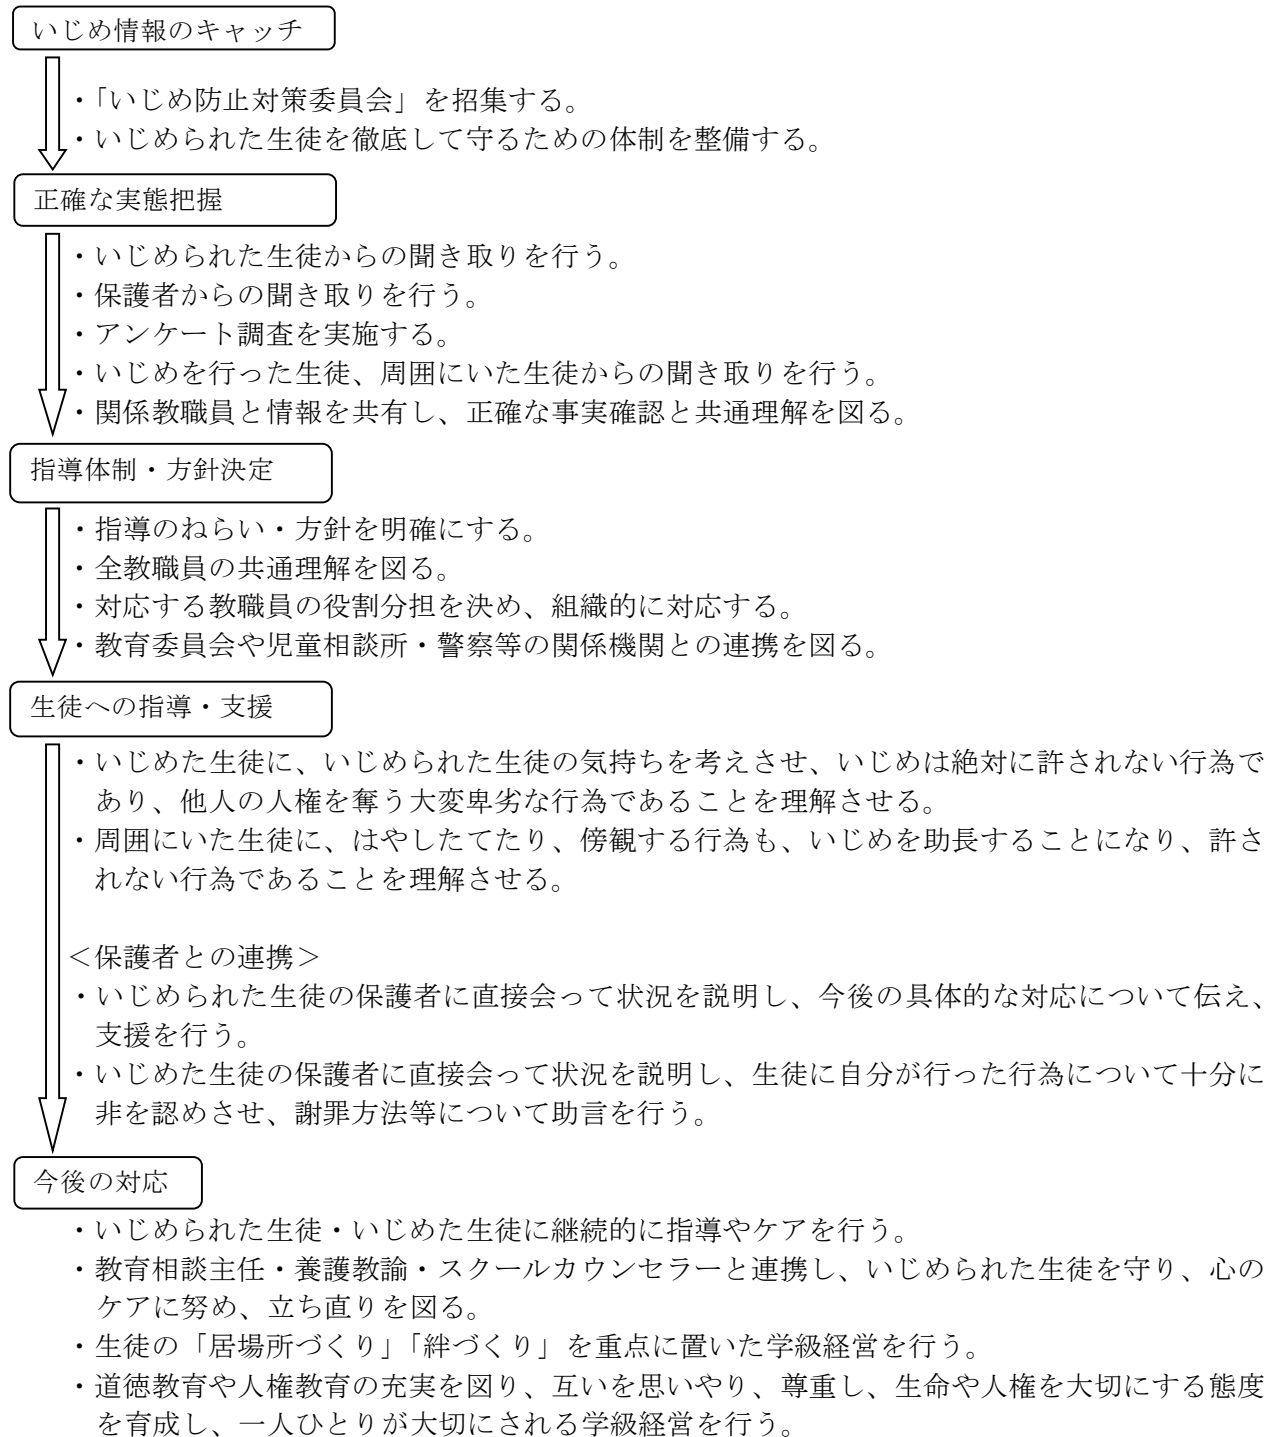 いじめ情報のキャッチ
・「いじめ防止対策委員会」を招集する。
・いじめられた生徒を徹底して守るための体制を整備する。
正確な実態把握
・いじめられた生徒からの聞き取りを行う。
・保護者からの聞き取りを行う。
・アンケート調査を実施する。
・いじめを行った生徒、周囲にいた生徒からの聞き取りを行う。
・関係教職員と情報を共有し、正確な事実確認と共通理解を図る。
指導体制・方針決定
・指導のねらい・方針を明確にする。
・全教職員の共通理解を図る。
・対応する教職員の役割分担を決め、組織的に対応する。
・教育委員会や児童相談所・警察等の関係機関との連携を図る。
生徒への指導・支援
・いじめた生徒に、いじめられた生徒の気持ちを考えさせ、いじめは絶対に許されない行為で
あり、他人の人権を奪う大変卑劣な行為であることを理解させる。
・周囲にいた生徒に、はやしたてたり、傍観する行為も、いじめを助長することになり、許さ
れない行為であることを理解させる。
＜保護者との連携＞
・いじめられた生徒の保護者に直接会って状況を説明し、今後の具体的な対応について伝え、
支援を行う。
・いじめた生徒の保護者に直接会って状況を説明し、生徒に自分が行った行為について十分に
非を認めさせ、謝罪方法等について助言を行う。
今後の対応
・いじめられた生徒・いじめた生徒に継続的に指導やケアを行う。
・教育相談主任・養護教諭・スクールカウンセラーと連携し、いじめられた生徒を守り、心の
ケアに努め、立ち直りを図る。
・生徒の「居場所づくり」「絆づくり」を重点に置いた学級経営を行う。
・道徳教育や人権教育の充実を図り、互いを思いやり、尊重し、生命や人権を大切にする態度
を育成し、一人ひとりが大切にされる学級経営を行う。